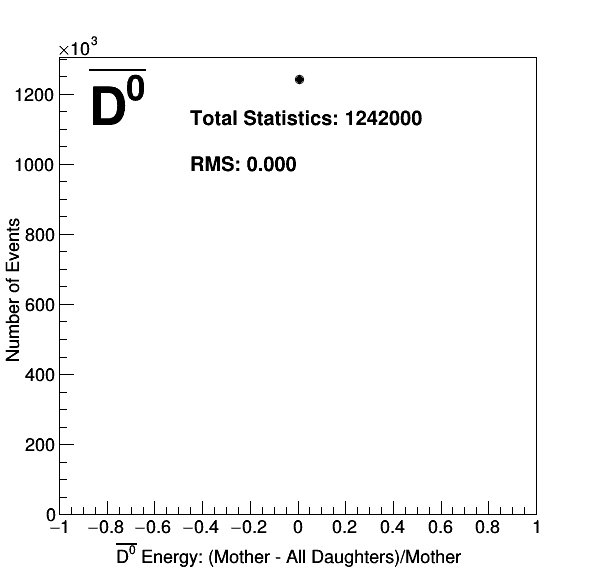 ×10³
D⁰
Total Statistics: 1242000
RMS: 0.000
1200
1000
800
600
400
200
0
−1 −0.8 −0.6 −0.4 −0.2 0 0.2 0.4 0.6 0.8 1
Number of Events
D⁰ Energy: (Mother - All Daughters)/Mother